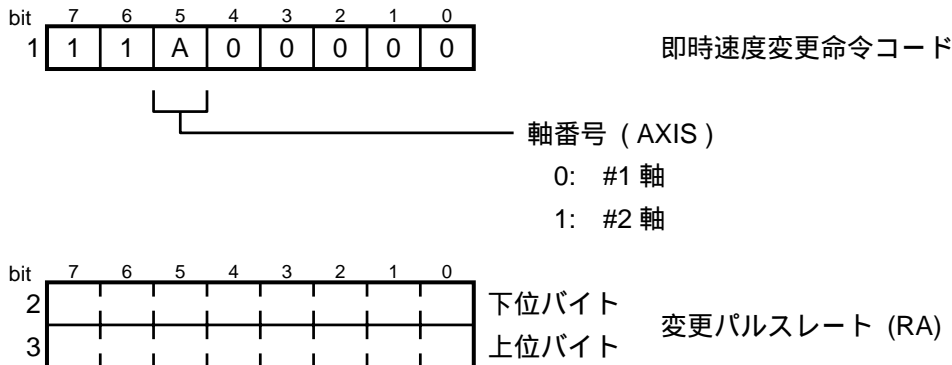 bit 7 6 5 4 3 2 1 0
1 1 1 A 0 0 0 0 0 即時速度変更命令コード
軸番号 ( AXIS )
0: #1 軸
1: #2 軸
bit 7 6 5 4 3 2 1 0
2 下位バイト
変更パルスレート (RA)
3 上位バイト